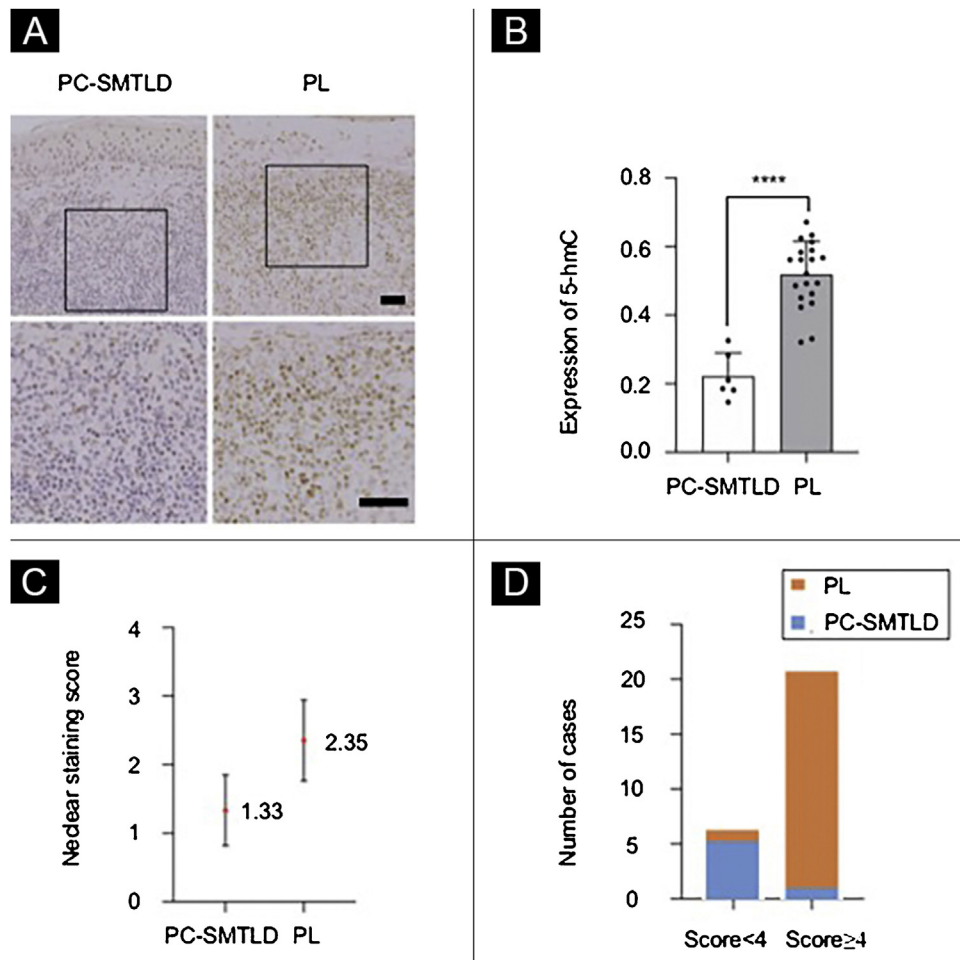 A
PC-SMTLD PL
B
Expression of 5-hmC
0.8
0.6
0.4
0.2
0.0
****
PC-SMTLD PL
C
Nedear staining score
4
3
2
1
0
1.33
2.35
PC-SMTLD PL
D
PL
PC-SMTLD
Number of cases
25
20
15
10
5
0
Score<4 Score≥4